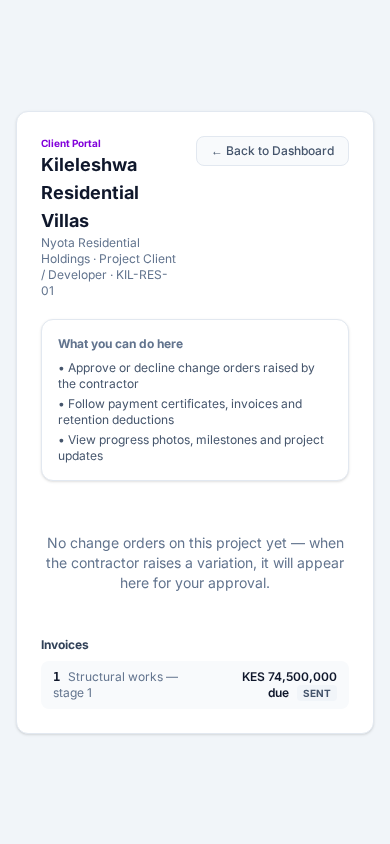 Client Portal
← Back to Dashboard
Kileleshwa
Residential
Villas
Nyota Residential
Holdings · Project Client
/ Developer · KIL-RES-
01
What you can do here
• Approve or decline change orders raised by
the contractor
• Follow payment certificates, invoices and
retention deductions
• View progress photos, milestones and project
updates
No change orders on this project yet — when
the contractor raises a variation, it will appear
here for your approval.
Invoices
1 Structural works —
stage 1
KES 74,500,000
due SENT